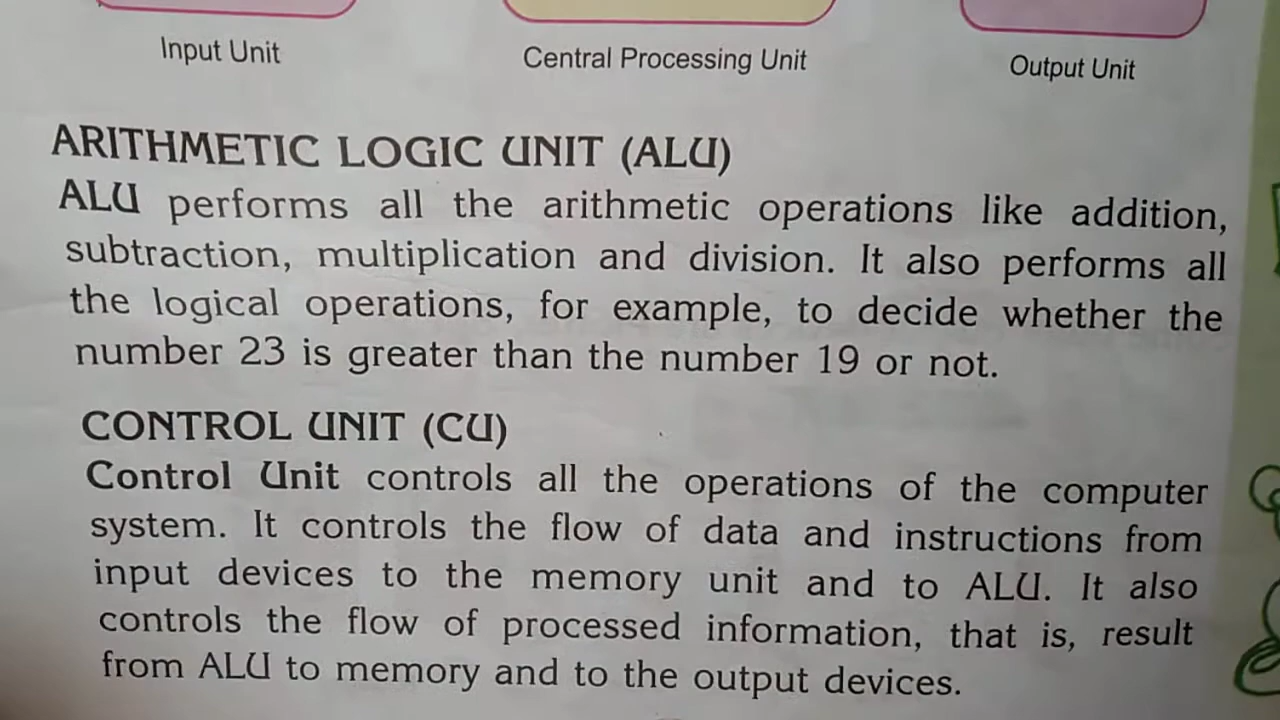 Input Unit
Central Processing Unit
Output Unit
ARITHMETIC LOGIC UNIT (ALU)
ALU performs all the arithmetic operations like addition,
subtraction, multiplication and division. It also performs all
the logical operations, for example, to decide whether the
number 23 is greater than the number 19 or not.
CONTROL UNIT (CU)
Control Unit controls all the operations of the computer
system. It controls the flow of data and instructions from
input devices to the memory unit and to ALU. It also
controls the flow of processed information, that is, result
from ALU to memory and to the output devices.